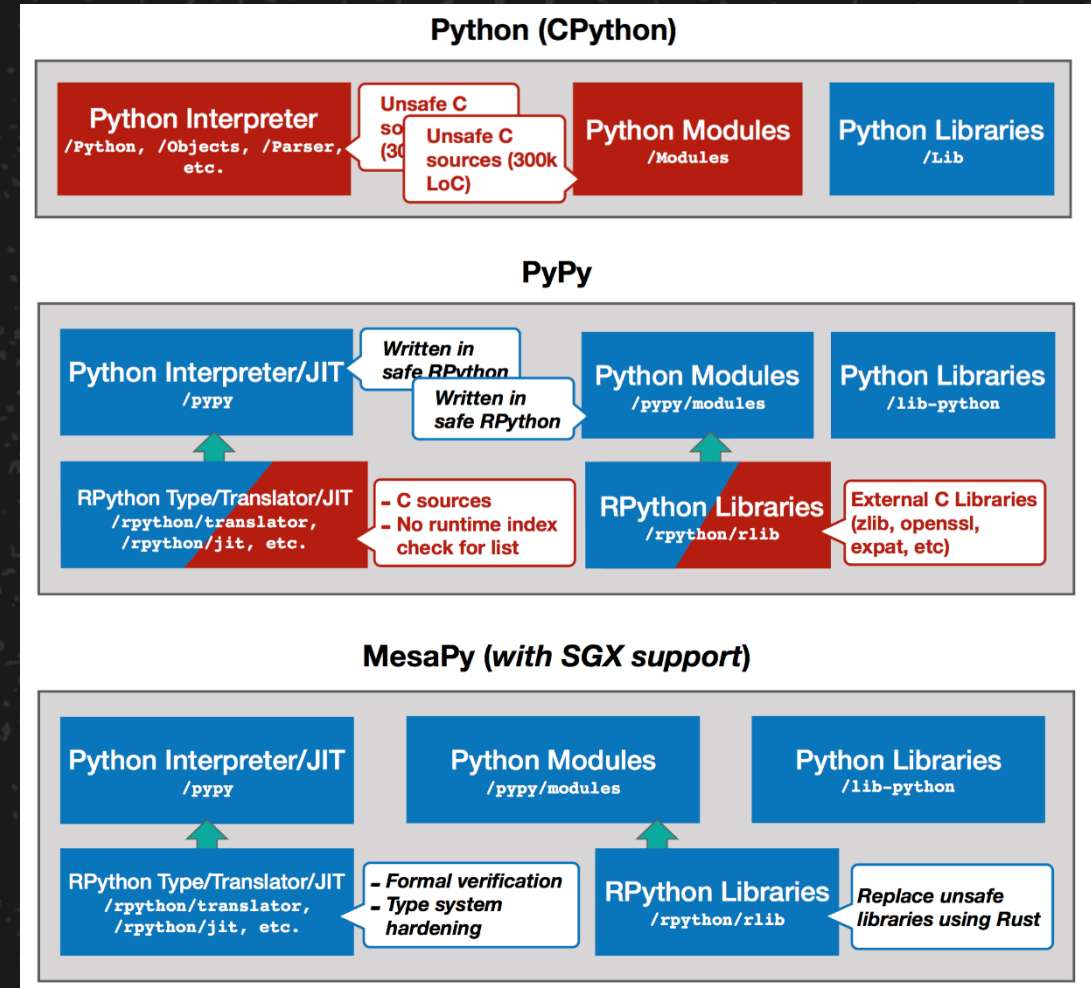 Python (CPython)
Python Interpreter
/Python, /Objects, /Parser,
etc.
Unsafe C
so
(30
Unsafe C
sources (300k
LoC)
Python Modules
/Modules
Python Libraries
/Lib
PyPy
Python Interpreter/JIT
/pypy
Written in
safe RPython
Written in
safe RPython
Python Modules
/pypy/modules
Python Libraries
/lib-python
RPython Type/Translator/JIT
/rpython/translator,
/rpython/jit, etc.
- C sources
- No runtime index
check for list
RPython Libraries
/rpython/rlib
External C Libraries
(zlib, openssl,
expat, etc)
MesaPy (with SGX support)
Python Interpreter/JIT
/pypy
Python Modules
/pypy/modules
Python Libraries
/lib-python
RPython Type/Translator/JIT
/rpython/translator,
/rpython/jit, etc.
- Formal verification
- Type system
hardening
RPython Libraries
/rpython/rlib
Replace unsafe
libraries using Rust